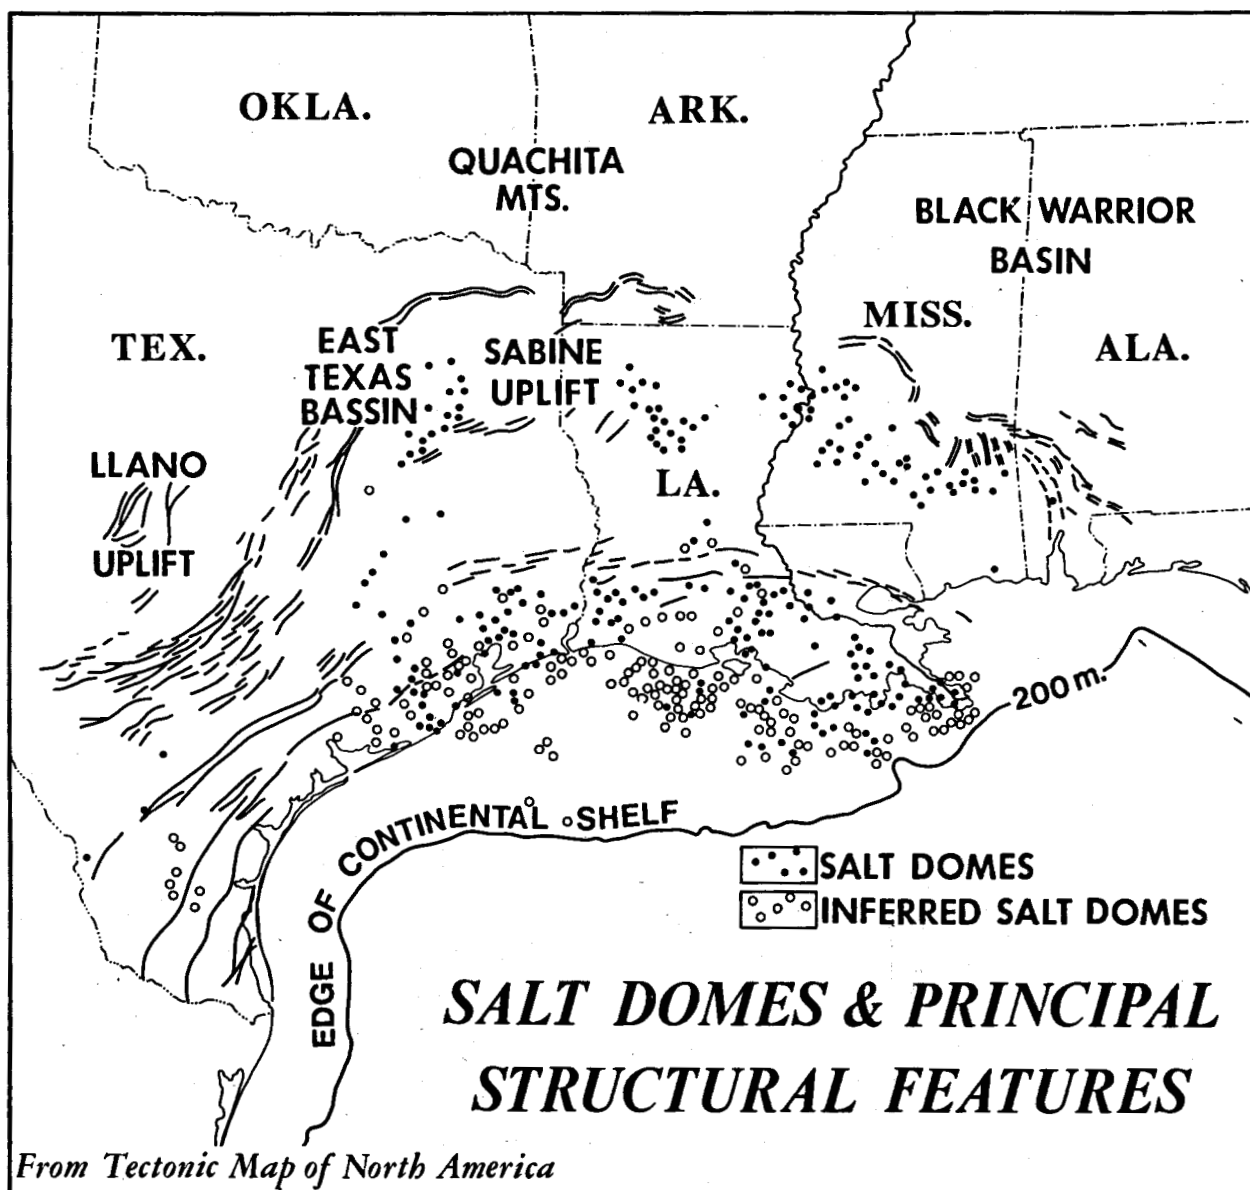 OKLA.
ARK.
QUACHITA
MTS.
BLACK WARRIOR
BASIN
MISS.
TEX.
EAST
TEXAS
BASSIN
SABINE
UPLIFT
ALA.
LLANO
UPLIFT
LA.
200 m.
EDGE OF CONTINENTAL SHELF
SALT DOMES
INFERRED SALT DOMES
SALT DOMES & PRINCIPAL
STRUCTURAL FEATURES
From Tectonic Map of North America